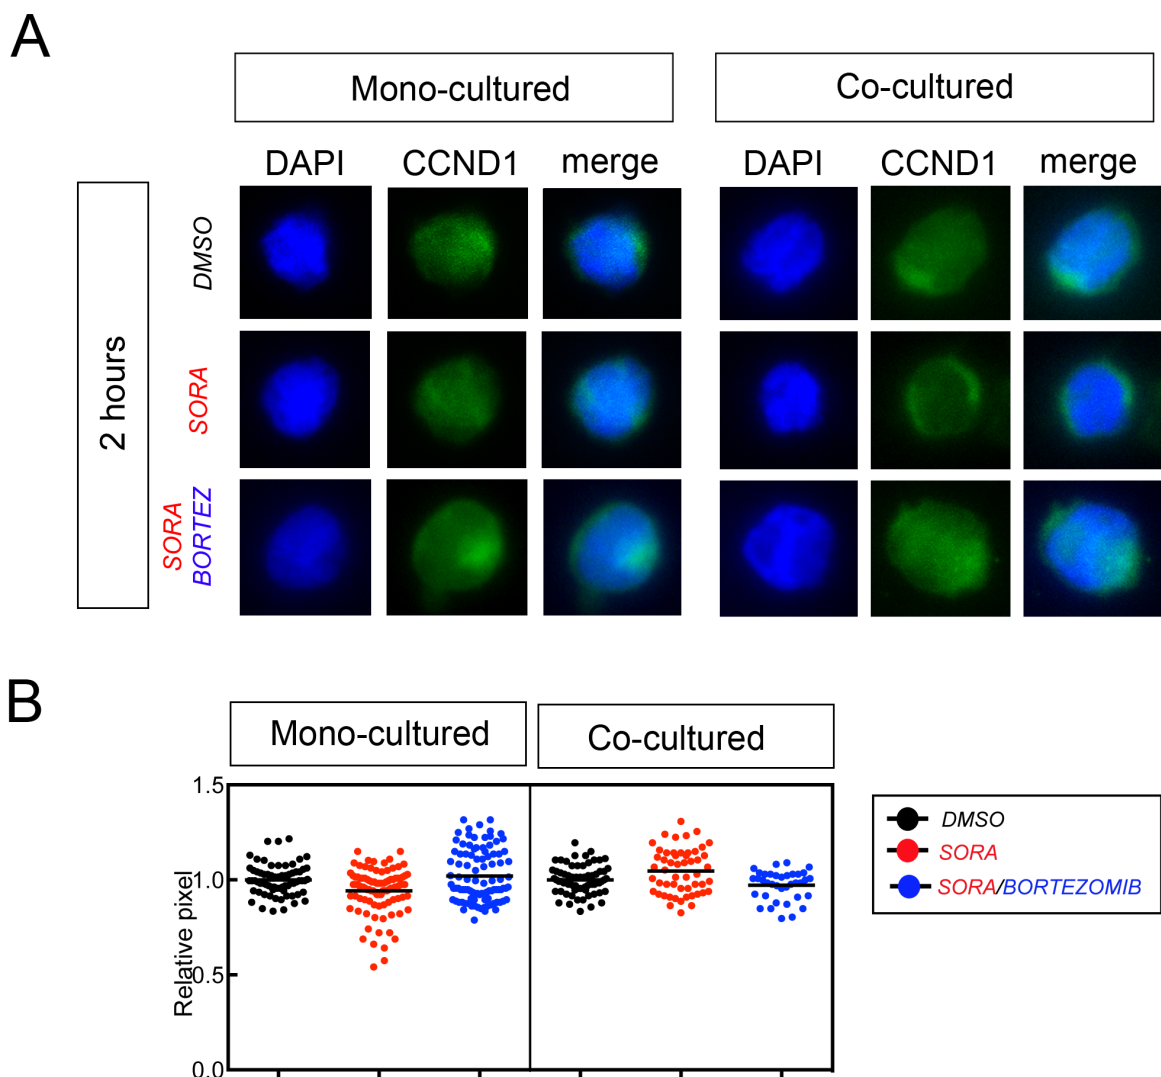 A
Mono-cultured
Co-cultured
DAPI CCND1 merge DAPI CCND1 merge
2 hours
DMSO
SORA
SORA
BORTEZ
B
Mono-cultured
Co-cultured
Relative pixel
1.5
1.0
0.5
0.0
DMSO
SORA
SORA/BORTEZOMIB